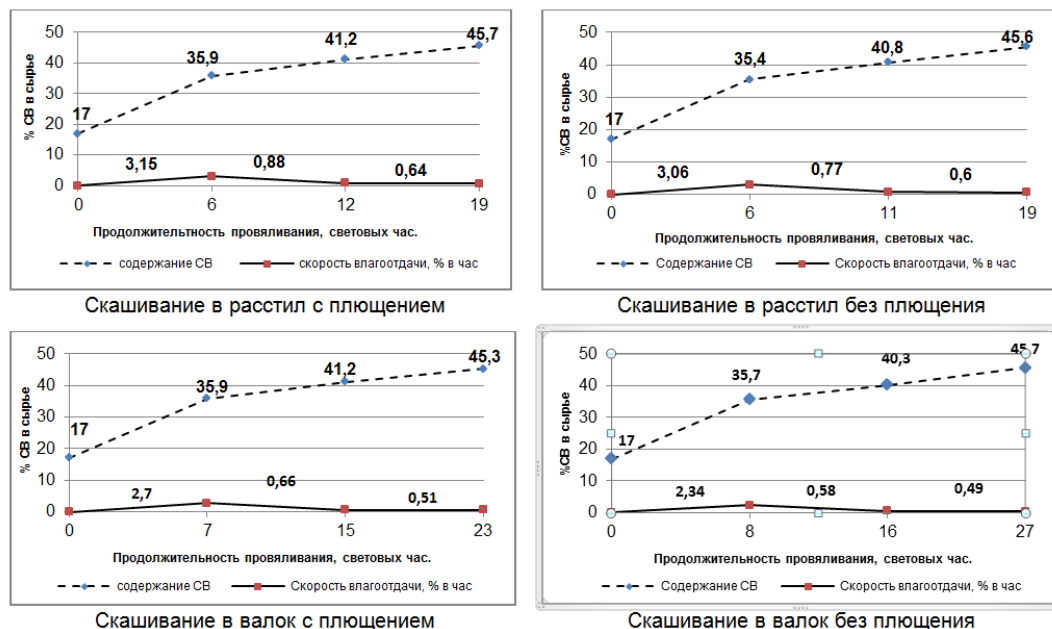 50
45,7
41,2
40
35,9
30
20
17
10
3,15
0,88
0,64
0
% СВ в сырье
0 6 12 19
Продолжительтность провяливания, световых час.
содержание СВ скорость влагоотдачи, % в час
Скашивание в расстил с плющением
50
45,6
40,8
40
35,4
30
20
17
10
3,06
0,77
0,6
0
%СВ в сырье
0 6 11 19
Продолжительность провяливания, световых час.
Содержание СВ Скорость влагоотдачи, % в час
Скашивание в расстил без плющения
50
45,3
41,2
40
35,9
30
20
17
10
2,7
0,66
0,51
0
% СВ в сырье
0 7 15 23
Продолжительность провяливания, световых час.
содержание СВ Скорость влагоотдачи, % в час
Скашивание в валок с плющением
50
45,7
40,3
40
35,7
30
20
17
10
2,34
0,58
0,49
0
%СВ в сырье
0 8 16 27
Продолжительность провяливания, световых час.
Содержание СВ Скорость влагоотдачи, % в час
Скашивание в валок без плющения